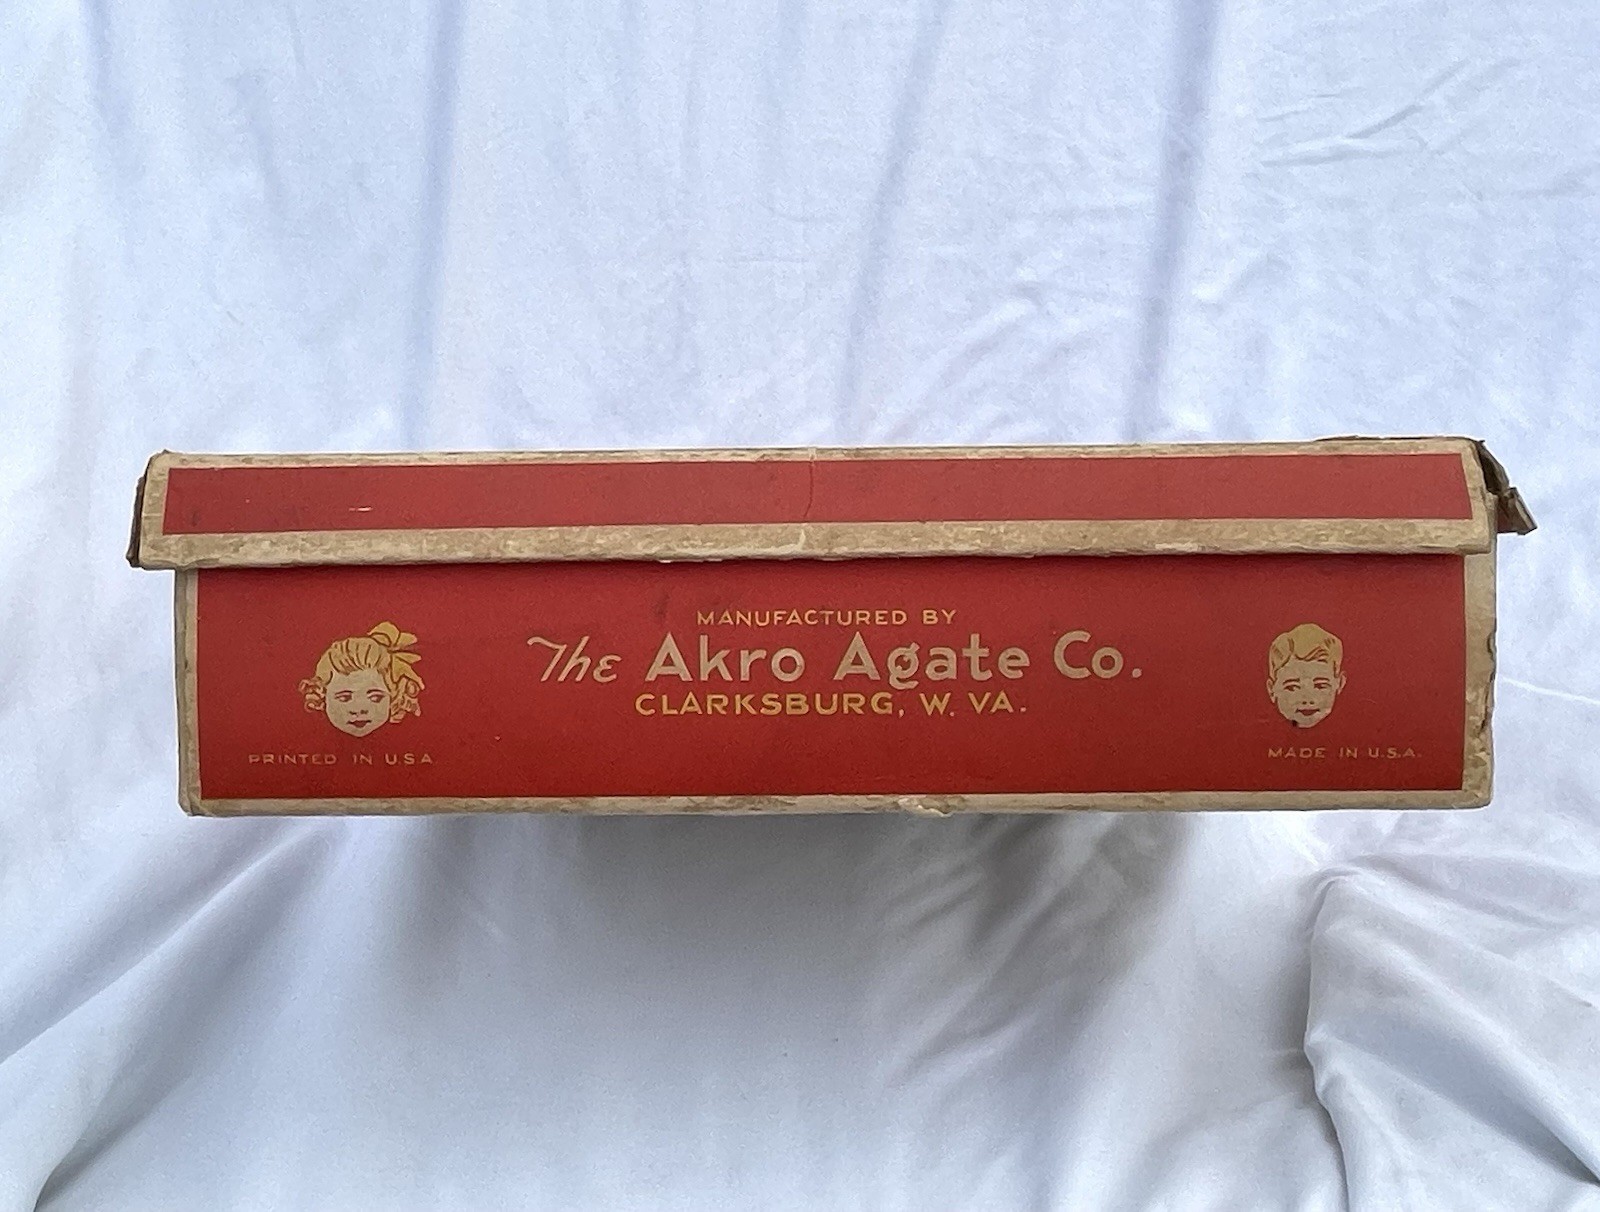 MANUFACTURED BY
The Akro Agate Co.
CLARKSBURG, W. VA.
PRINTED IN U.S.A
MADE IN U.S.A.